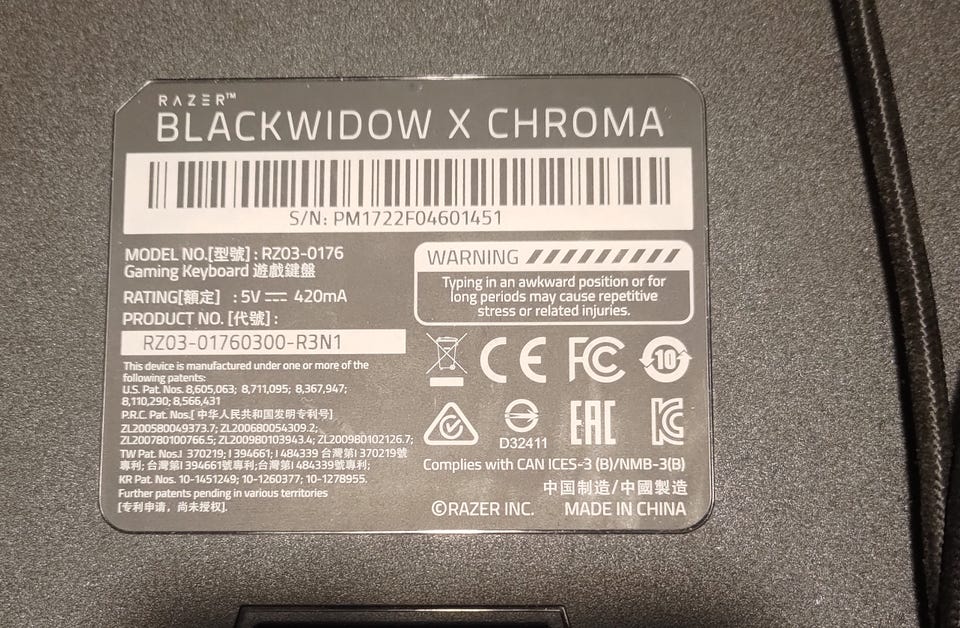 RAZER™
BLACKWIDOW X CHROMA
S/N: PM1722F04601451
MODEL NO.[型號] : RZ03-0176
Gaming Keyboard 遊戲鍵盤
RATING[額定] : 5V ⎓ 420mA
PRODUCT NO. [代號] :
RZ03-01760300-R3N1
This device is manufactured under one or more of the
following patents:
U.S. Pat. Nos. 8,605,063; 8,711,095; 8,367,947;
8,110,290; 8,566,431
P.R.C. Pat. Nos.[ 中华人民共和国发明专利号]
ZL200580049373.7; ZL200680054309.2;
ZL200780100766.5; ZL200980103943.4; ZL200980102126.7;
TW Pat. Nos.I 370219; I 394661; I 484339 台灣第I 370219號
專利; 台灣第I 394661號專利; 台灣第I 484339號專利;
KR Pat. Nos. 10-1451249; 10-1260377; 10-1278955.
Further patents pending in various territories
[专利申请，尚未授权].
WARNING
Typing in an awkward position or for
long periods may cause repetitive
stress or related injuries.
CE FC 10
D32411 EAC KC
Complies with CAN ICES-3 (B)/NMB-3(B)
中国制造/中國製造
©RAZER INC. MADE IN CHINA